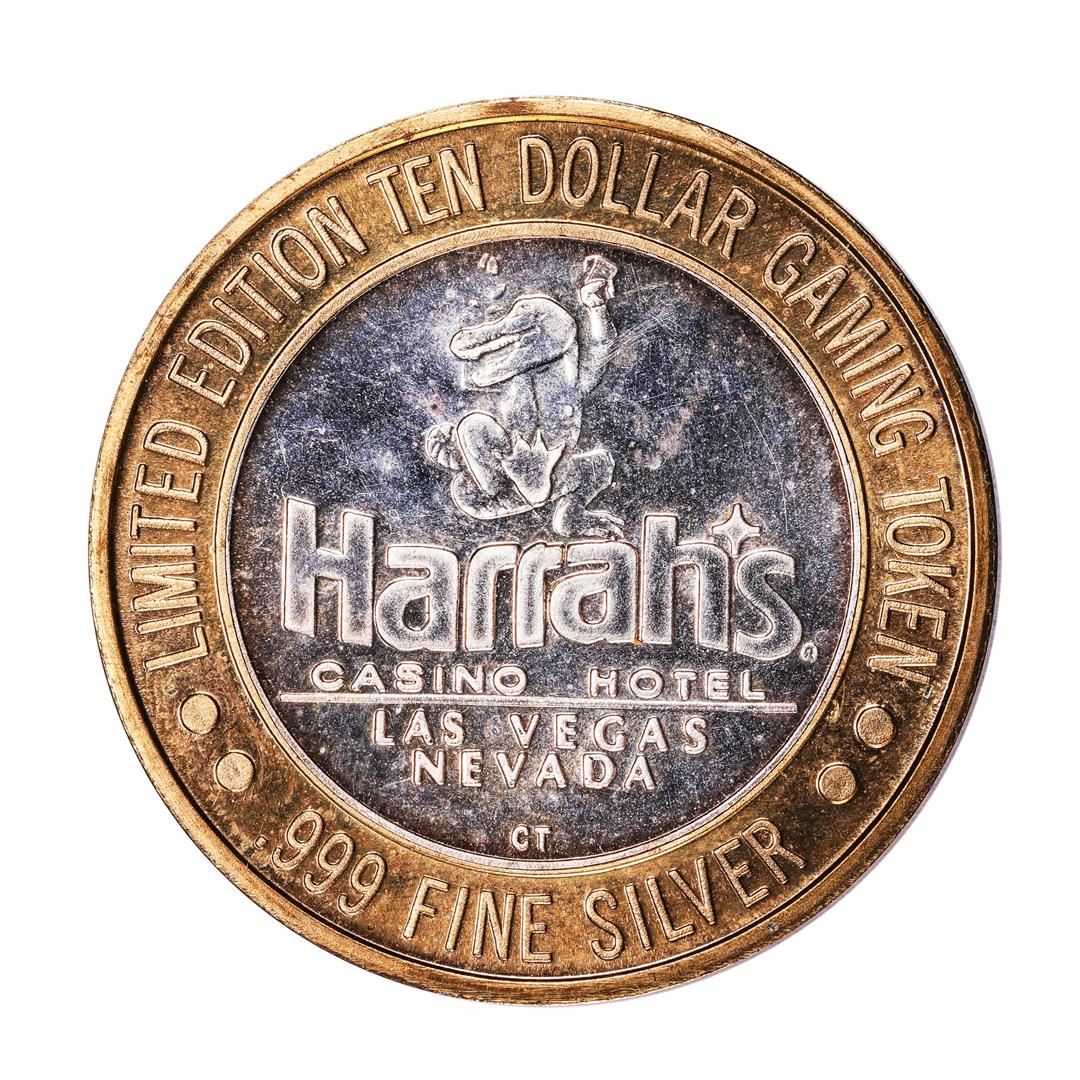 LIMITED EDITION TEN DOLLAR GAMING TOKEN
Harrah's
CASINO HOTEL
LAS VEGAS
NEVADA
CT
.999 FINE SILVER